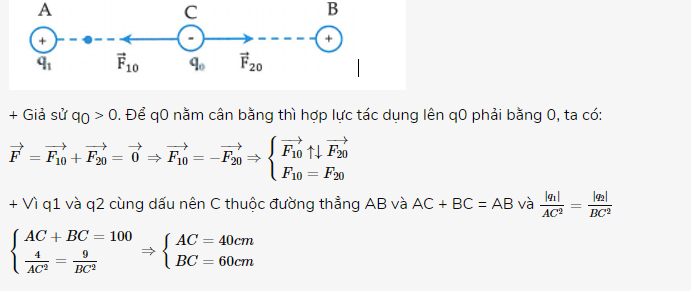 A C B
+ - +
q₁ F⃗₁₀ q₀ F⃗₂₀
+ Giả sử q₀ > 0. Để q0 nằm cân bằng thì hợp lực tác dụng lên q0 phải bằng 0, ta có:
$\overrightarrow{F} = \overrightarrow{F_{10}} + \overrightarrow{F_{20}} = \overrightarrow{0} \Rightarrow \overrightarrow{F_{10}} = -\overrightarrow{F_{20}} \Rightarrow \begin{cases} \overrightarrow{F_{10}} \uparrow\downarrow \overrightarrow{F_{20}} \\ F_{10} = F_{20} \end{cases}$
+ Vì q1 và q2 cùng dấu nên C thuộc đường thẳng AB và AC + BC = AB và $\frac{|q_1|}{AC^2} = \frac{|q_2|}{BC^2}$
$\begin{cases} AC + BC = 100 \\ \frac{4}{AC^2} = \frac{9}{BC^2} \end{cases} \Rightarrow \begin{cases} AC = 40cm \\ BC = 60cm \end{cases}$